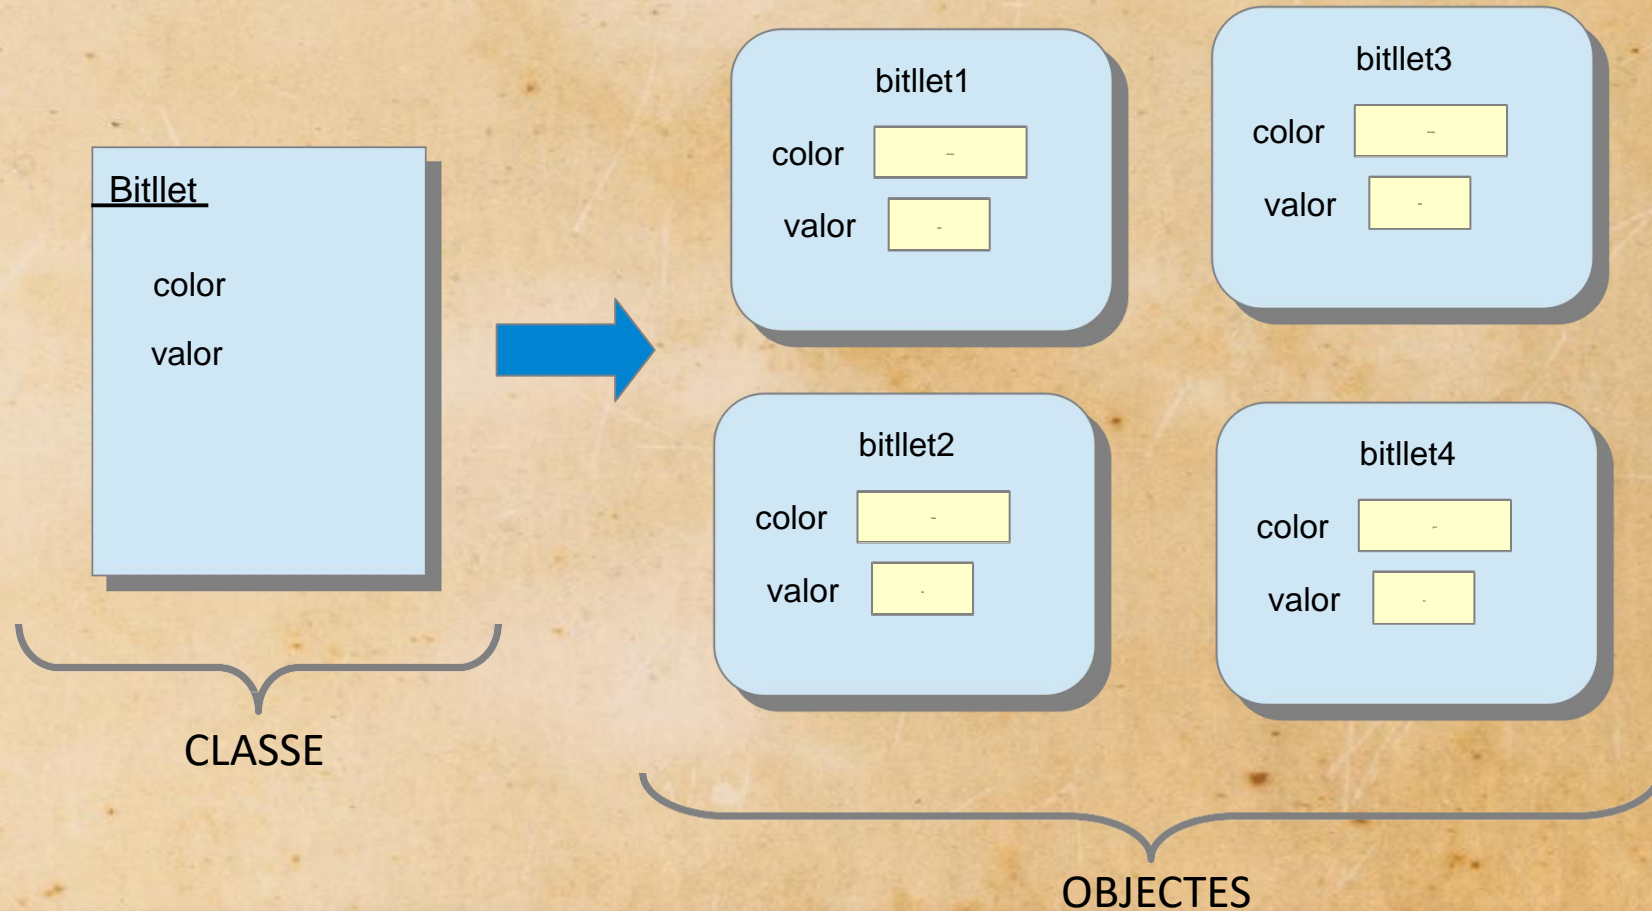 Bitllet
color
valor
CLASSE
bitllet1
color
valor
bitllet2
color
valor
bitllet3
color
valor
bitllet4
color
valor
OBJECTES